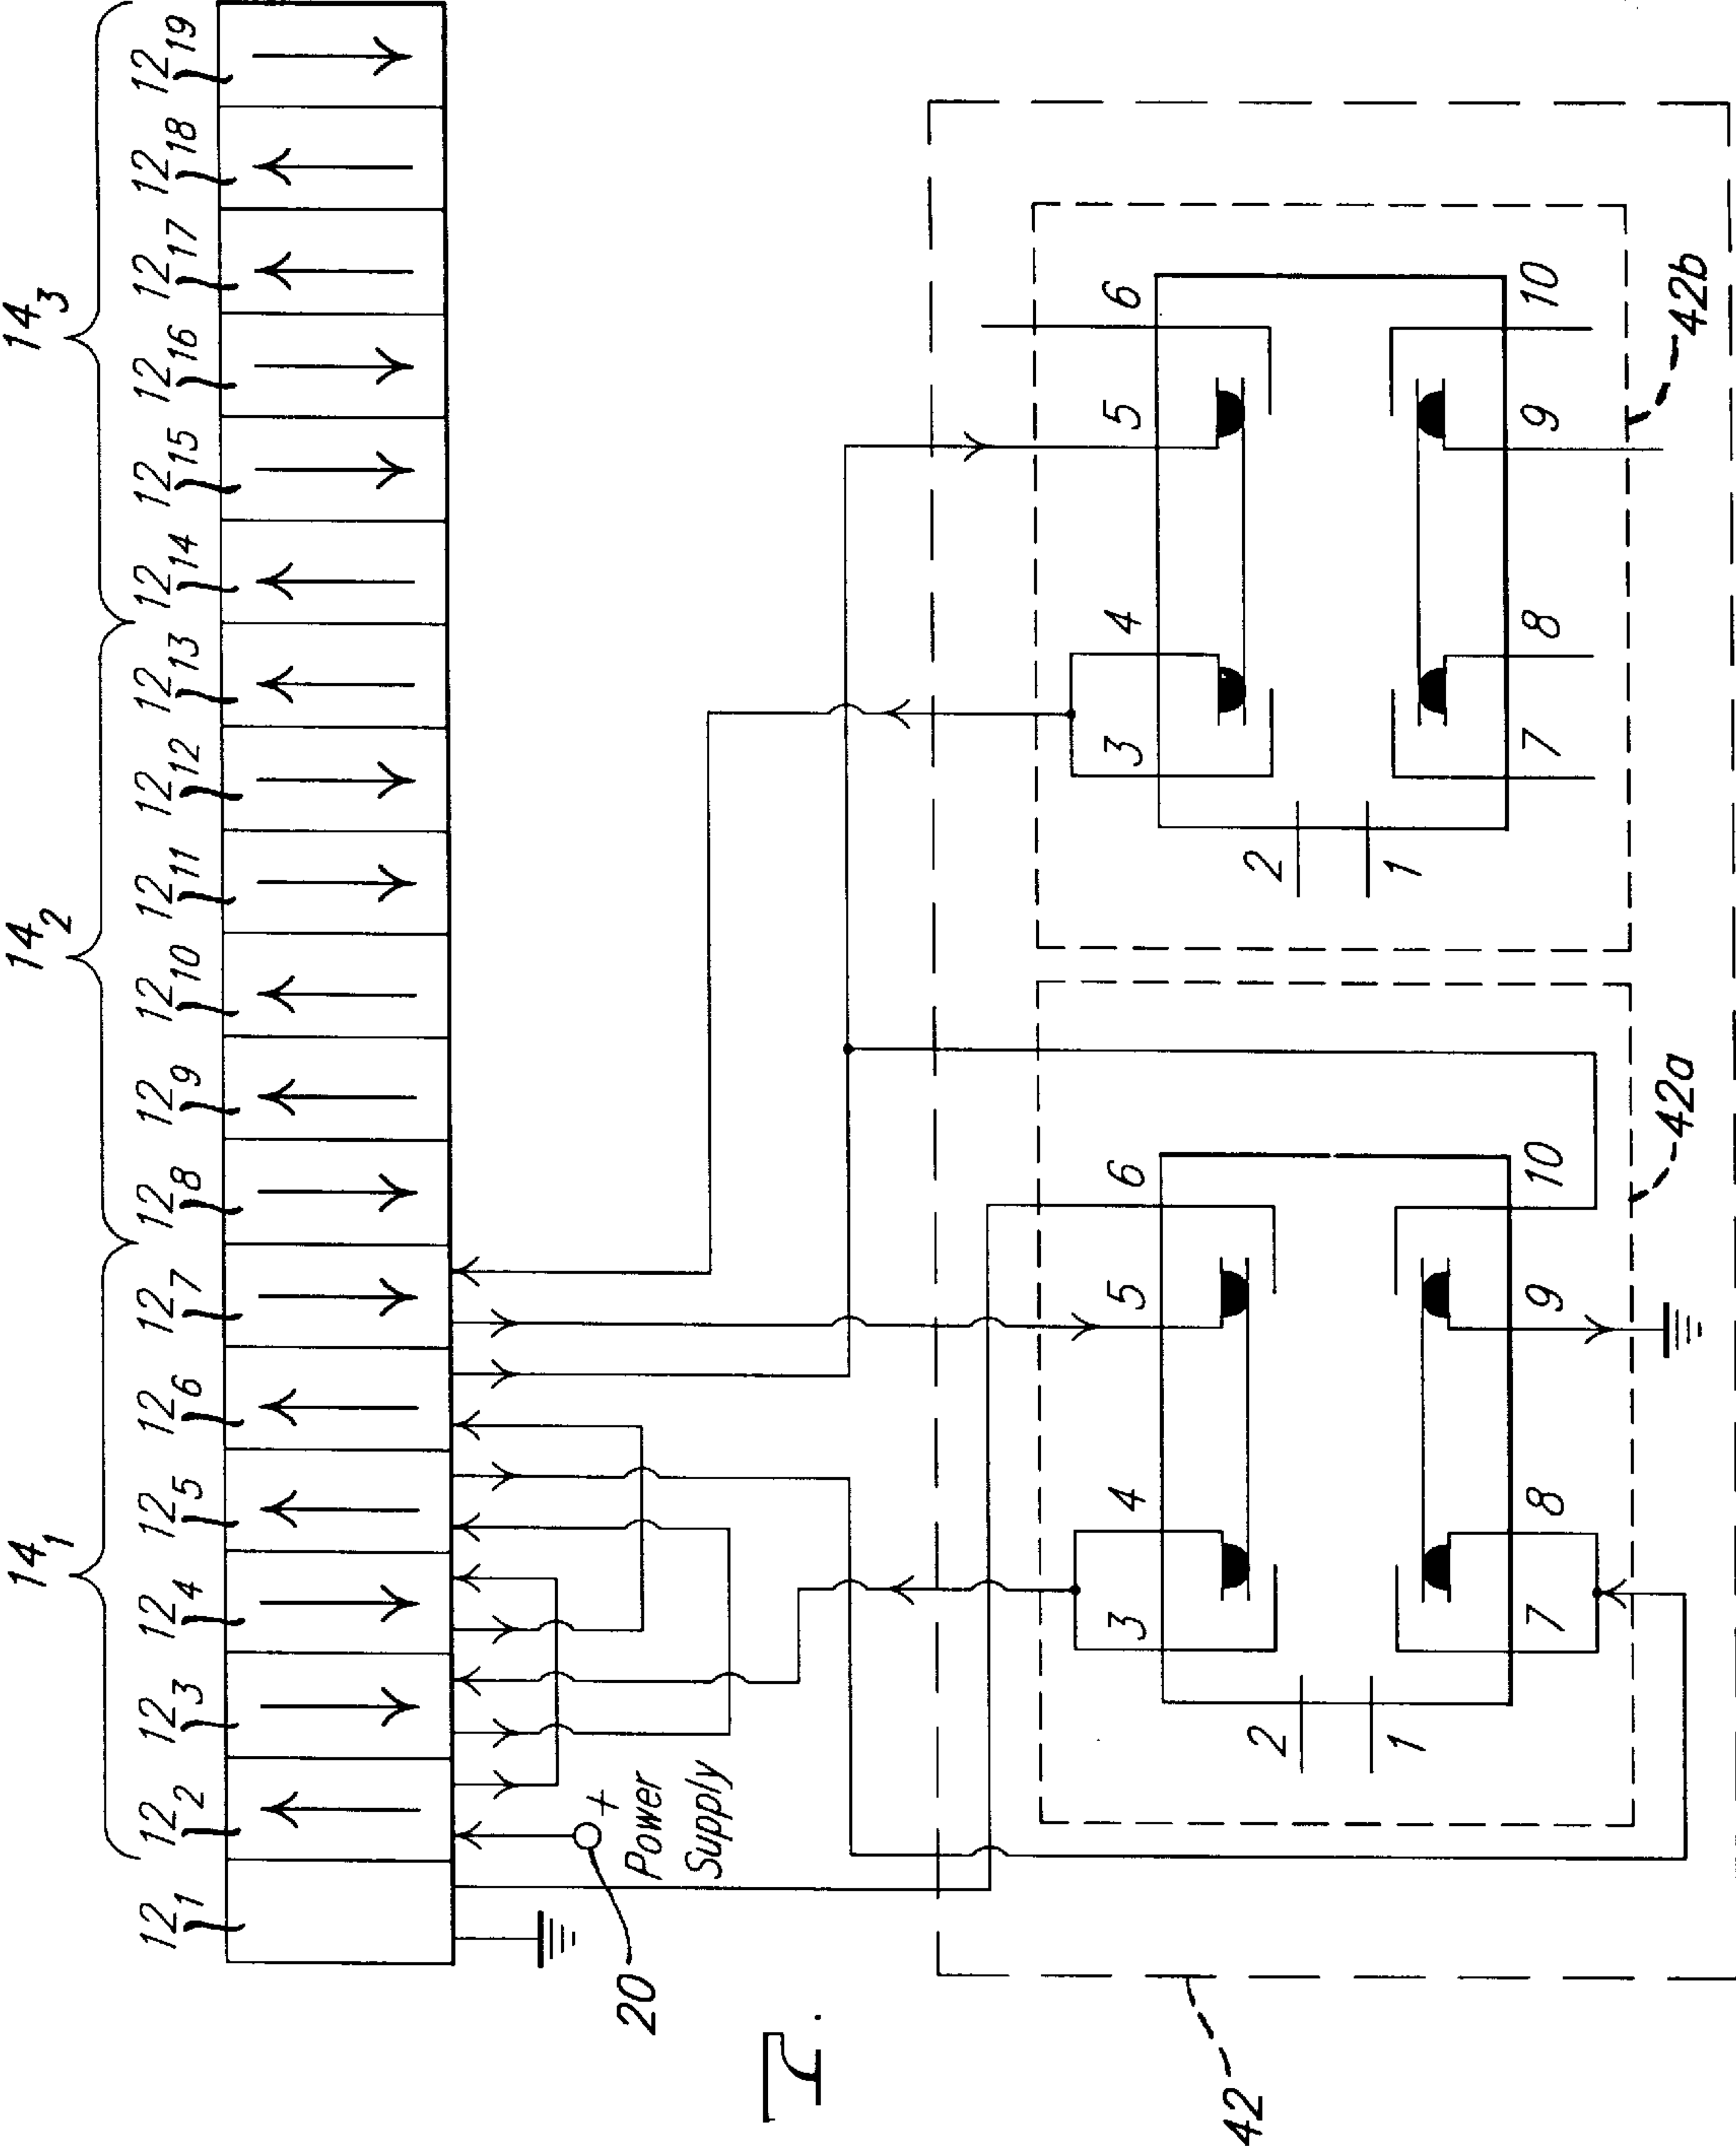 14₁ 14₂ 14₃
12₁ 12₂ 12₃ 12₄ 12₅ 12₆ 12₇ 12₈ 12₉ 12₁₀ 12₁₁ 12₁₂ 12₁₃ 12₁₄ 12₁₅ 12₁₆ 12₁₇ 12₁₈ 12₁₉
20
+
Power
Supply
3 4 5 6
3 4 5 6
2
1
2
1
7 8 9 10
7 8 9 10
42
42a
42b